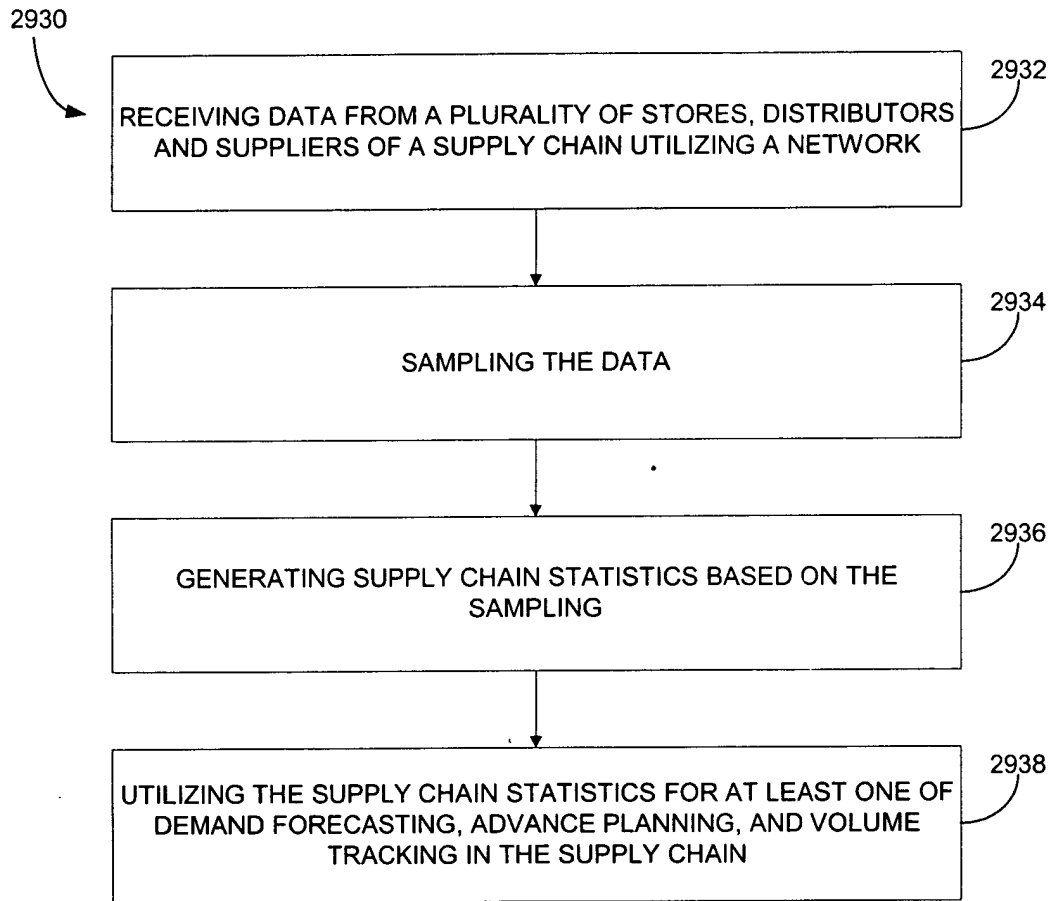 2930
2932
RECEIVING DATA FROM A PLURALITY OF STORES, DISTRIBUTORS
AND SUPPLIERS OF A SUPPLY CHAIN UTILIZING A NETWORK
2934
SAMPLING THE DATA
2936
GENERATING SUPPLY CHAIN STATISTICS BASED ON THE
SAMPLING
2938
UTILIZING THE SUPPLY CHAIN STATISTICS FOR AT LEAST ONE OF
DEMAND FORECASTING, ADVANCE PLANNING, AND VOLUME
TRACKING IN THE SUPPLY CHAIN